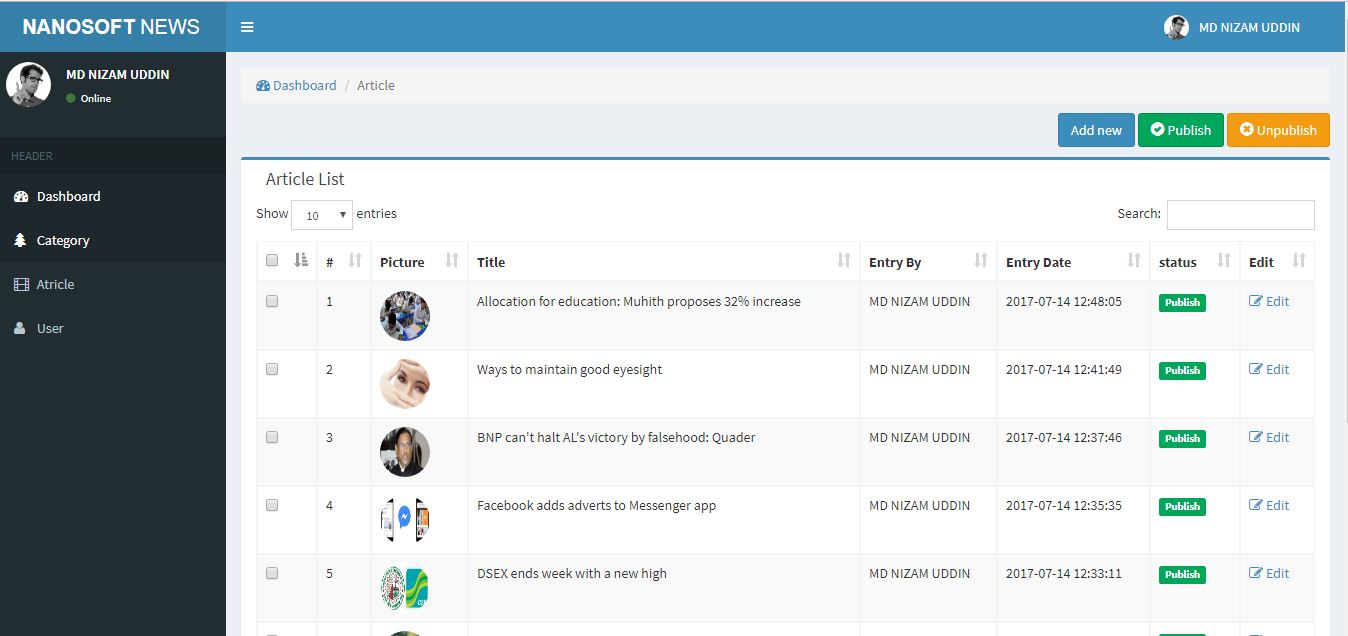 NANOSOFT NEWS
MD NIZAM UDDIN
MD NIZAM UDDIN
Online
HEADER
Dashboard
Category
Atricle
User
Dashboard / Article
Add new Publish Unpublish
Article List
Show 10 entries
Search:
# Picture Title Entry By Entry Date status Edit
1 Allocation for education: Muhith proposes 32% increase MD NIZAM UDDIN 2017-07-14 12:48:05 Publish Edit
2 Ways to maintain good eyesight MD NIZAM UDDIN 2017-07-14 12:41:49 Publish Edit
3 BNP can't halt AL's victory by falsehood: Quader MD NIZAM UDDIN 2017-07-14 12:37:46 Publish Edit
4 Facebook adds adverts to Messenger app MD NIZAM UDDIN 2017-07-14 12:35:35 Publish Edit
5 DSEX ends week with a new high MD NIZAM UDDIN 2017-07-14 12:33:11 Publish Edit